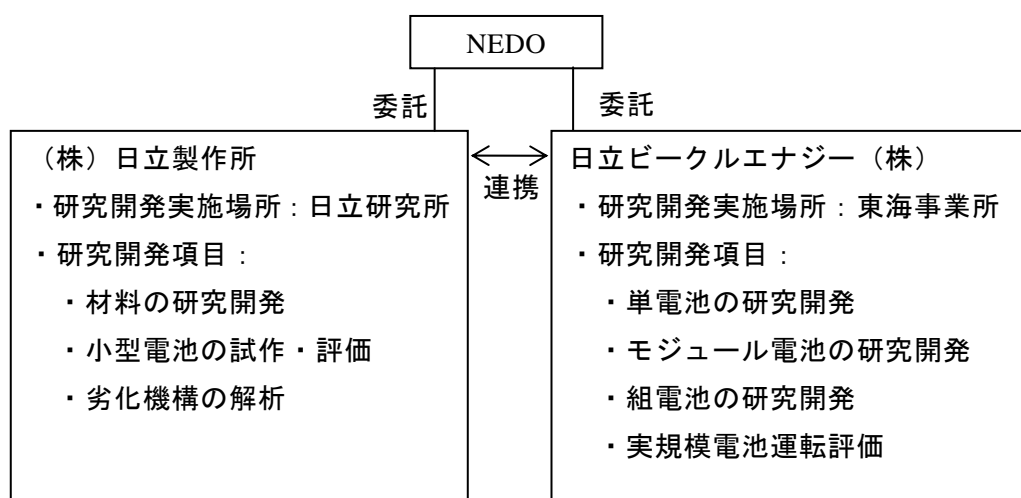 NEDO
委託
委託
（株）日立製作所
・研究開発実施場所：日立研究所
・研究開発項目：
・材料の研究開発
・小型電池の試作・評価
・劣化機構の解析
連携
日立ビークルエナジー（株）
・研究開発実施場所：東海事業所
・研究開発項目：
・単電池の研究開発
・モジュール電池の研究開発
・組電池の研究開発
・実規模電池運転評価